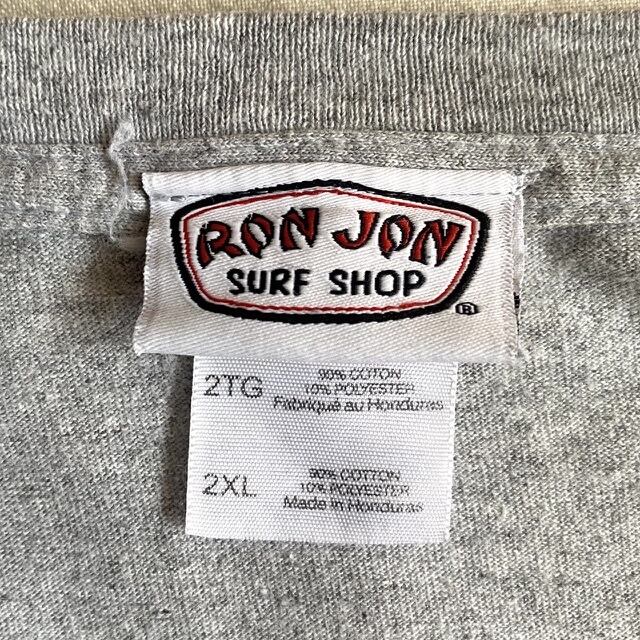 RON JON
SURF SHOP
®
2TG
90% COTON
10% POLYESTER
Fabriqué au Honduras
2XL
90% COTTON
10% POLYESTER
Made in Honduras